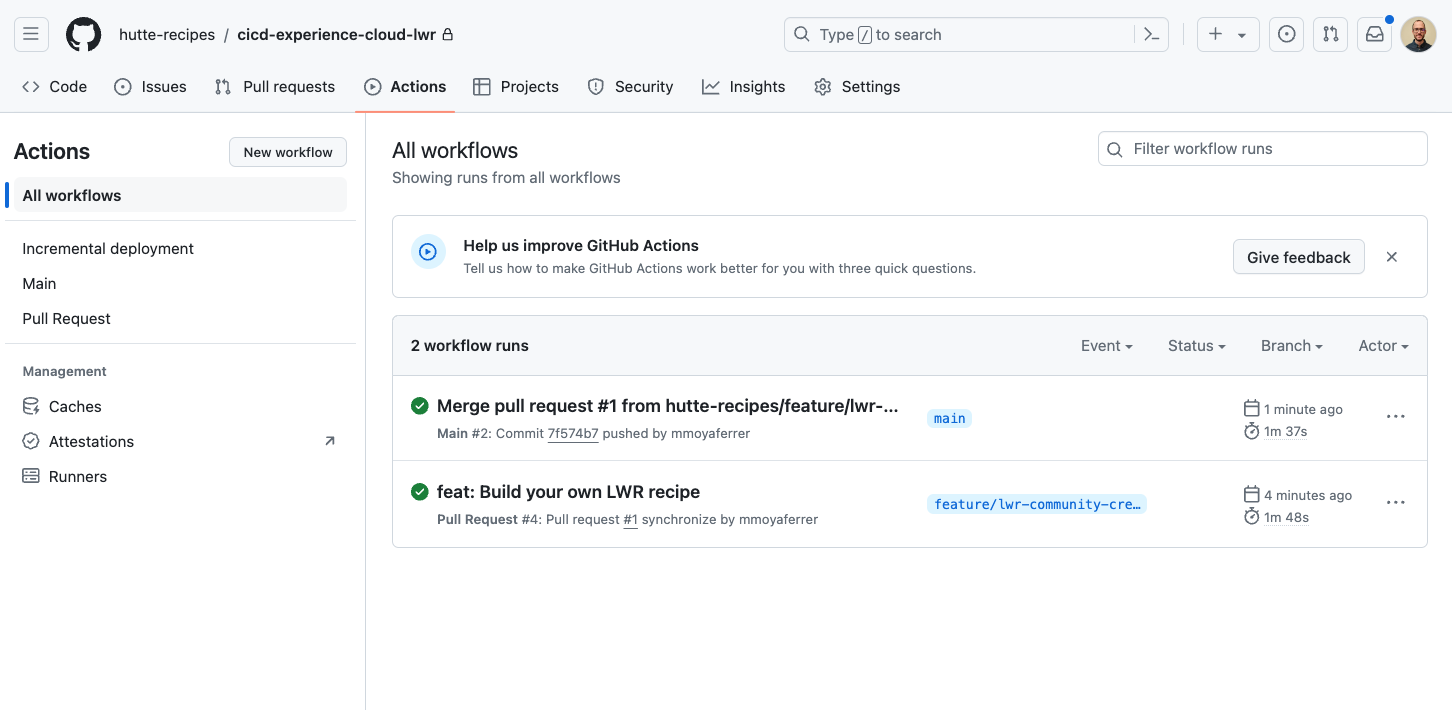 hutte-recipes / cicd-experience-cloud-lwr
Type / to search
Code
Issues
Pull requests
Actions
Projects
Security
Insights
Settings
Actions
New workflow
All workflows
Incremental deployment
Main
Pull Request
Management
Caches
Attestations
Runners
All workflows
Showing runs from all workflows
Filter workflow runs
Help us improve GitHub Actions
Tell us how to make GitHub Actions work better for you with three quick questions.
Give feedback
2 workflow runs
Event
Status
Branch
Actor
Merge pull request #1 from hutte-recipes/feature/lwr-...
Main #2: Commit 7f574b7 pushed by mmoyaferrer
main
1 minute ago
1m 37s
feat: Build your own LWR recipe
Pull Request #4: Pull request #1 synchronize by mmoyaferrer
feature/lwr-community-cre…
4 minutes ago
1m 48s